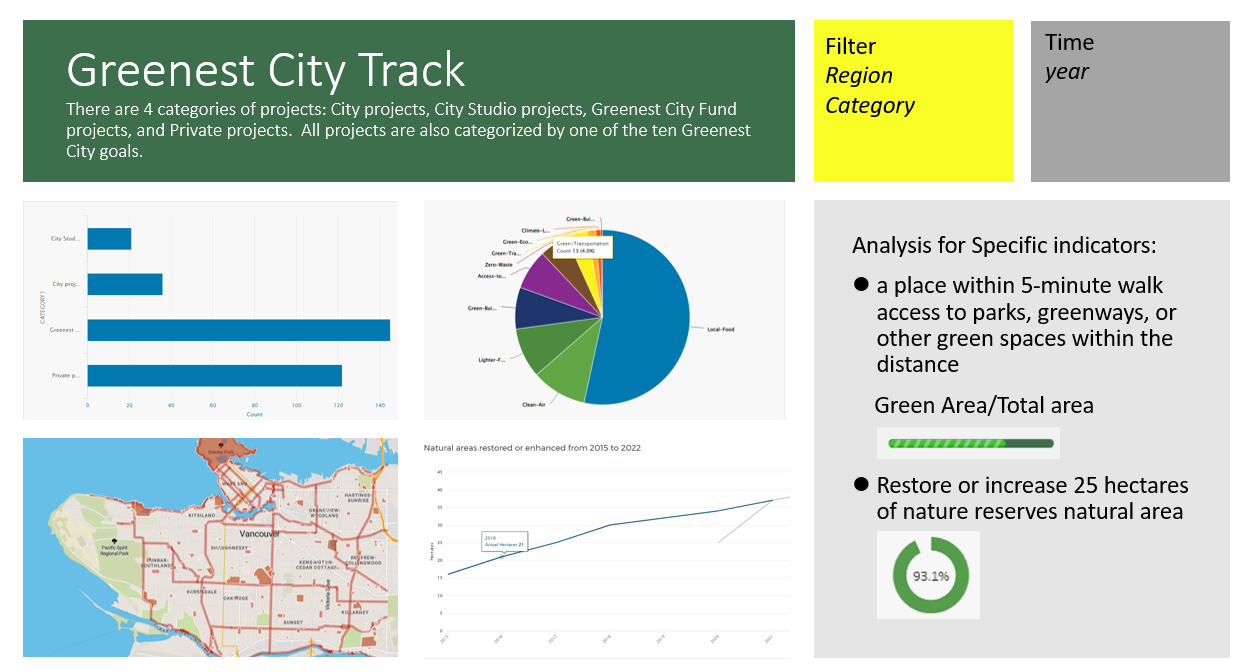 Greenest City Track
There are 4 categories of projects: City projects, City Studio projects, Greenest City Fund
projects, and Private projects.  All projects are also categorized by one of the ten Greenest
City goals.
Filter
Region
Category
Time
year
City Stud...
City proj...
Greenest ...
Private p...
CATEGORY1
0 20 40 60 80 100 120 140
Count
Green-Bui...
Climate-L...
Green-Eco...
Green-Tra...
Zero-Waste
Access-to...
Green-Bui...
Lighter-F...
Clean-Air
Local-Food
Green-Transportation
Count 13 (4.0%)
Analysis for Specific indicators:
● a place within 5-minute walk
access to parks, greenways, or
other green spaces within the
distance
Green Area/Total area
● Restore or increase 25 hectares
of nature reserves natural area
93.1%
Stanley Park
WEST END
KITSILANO
HASTINGS-
SUNRISE
GRANDVIEW-
WOODLAND
Vancouver
Pacific Spirit
Regional Park
SHAUGHNESSY
DUNBAR-
SOUTHLANDS
KENSINGTON-
CEDAR COTTAGE
RENFREW-
COLLINGWOOD
KERRISDALE
OAKRIDGE
Victoria Drive
KILLARNEY
SUNSET
Natural areas restored or enhanced from 2015 to 2022
45
40
35
30
25
20
15
10
5
0
Hectares
2016
Actual Hectares 21
2015 2016 2017 2018 2019 2020 2021